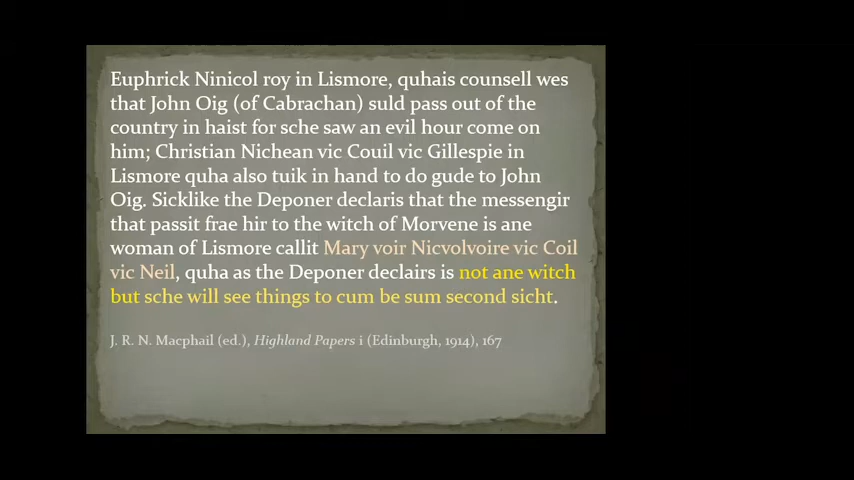 Euphrick Ninicol roy in Lismore, quhais counsell wes
that John Oig (of Cabrachan) suld pass out of the
country in haist for sche saw an evil hour come on
him; Christian Nichean vic Couil vic Gillespie in
Lismore quha also tuik in hand to do gude to John
Oig. Sicklike the Deponer declaris that the messengir
that passit frae hir to the witch of Morvene is ane
woman of Lismore callit Mary voir Nicvolvoire vic Coil
vic Neil, quha as the Deponer declairs is not ane witch
but sche will see things to cum be sum second sicht.
J. R. N. Macphail (ed.), Highland Papers i (Edinburgh, 1914), 167